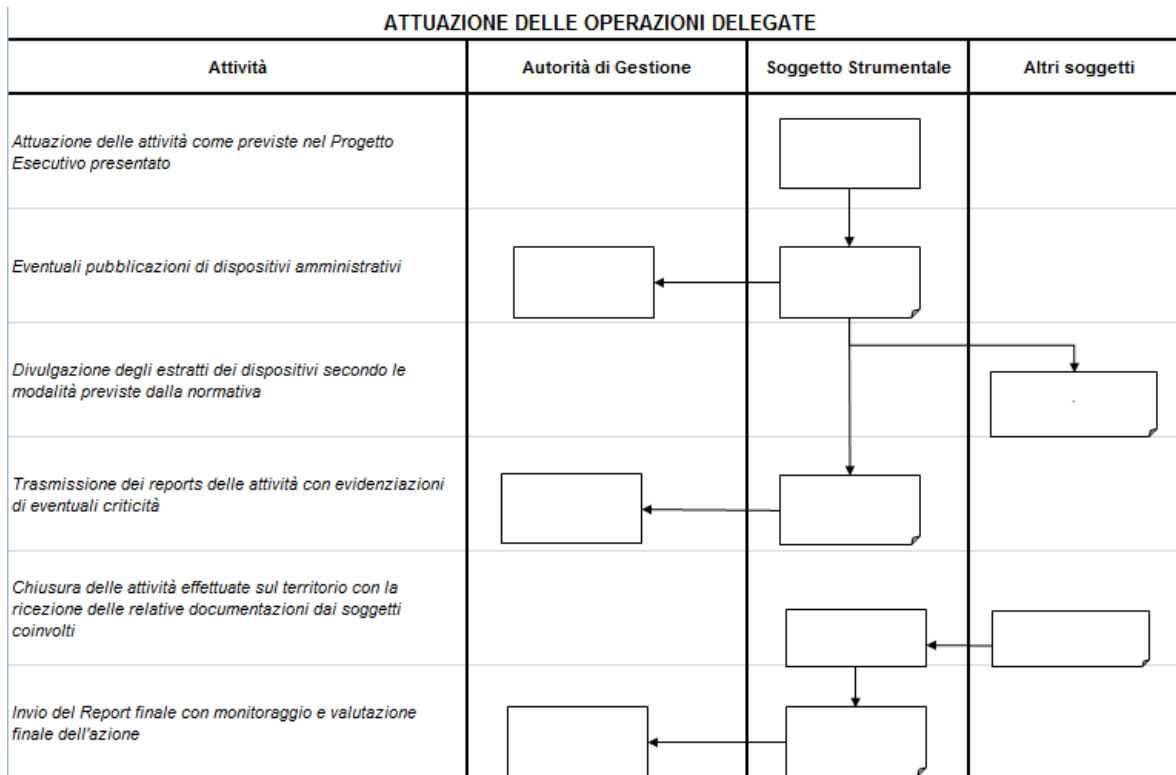 ATTUAZIONE DELLE OPERAZIONI DELEGATE
Attività
Autorità di Gestione
Soggetto Strumentale
Altri soggetti
Attuazione delle attività come previste nel Progetto
Esecutivo presentato
Eventuali pubblicazioni di dispositivi amministrativi
Divulgazione degli estratti dei dispositivi secondo le
modalità previste dalla normativa
.
Trasmissione dei reports delle attività con evidenziazioni
di eventuali criticità
Chiusura delle attività effettuate sul territorio con la
ricezione delle relative documentazioni dai soggetti
coinvolti
Invio del Report finale con monitoraggio e valutazione
finale dell'azione